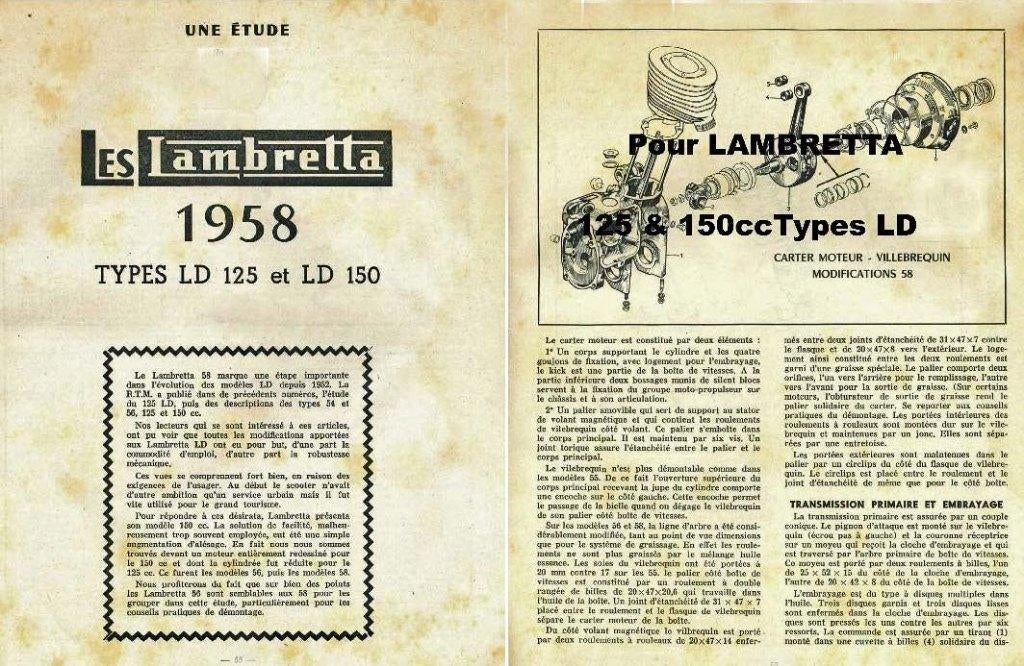 UNE ÉTUDE
LES Lambretta
1958
TYPES LD 125 et LD 150
Le Lambretta 58 marque une étape importante
dans l'évolution des modèles LD depuis 1952. La
R.T.M. a publié dans de précédents numéros, l'étude
du 125 LD, puis des descriptions des types 54 et
56, 125 et 150 cc.
Nos lecteurs qui se sont intéressé à ces articles,
ont pu voir que toutes les modifications apportées
aux Lambretta LD ont eu pour but, d'une part la
commodité d'emploi, d'autre part la robustesse
mécanique.
Ces vues se comprennent fort bien, en raison des
exigences de l'usager. Au début le scooter n'avait
d'autre ambition qu'un service urbain mais il fut
vite utilisé pour le grand tourisme.
Pour répondre à ces désirata, Lambretta présenta
son modèle 150 cc. La solution de facilité, malheu-
reusement trop souvent employée, eut été une simple
augmentation d'alésage. En fait nous nous sommes
trouvés devant un moteur entièrement redessiné pour
le 150 cc et dont la cylindrée fut réduite pour le
125 cc. Ce furent les modèles 56, puis les modèles 58.
Nous profiterons du fait que sur bien des points
les Lambretta 56 sont semblables aux 58 pour les
grouper dans cette étude, particulièrement pour les
conseils pratiques de démontage.
— 55 —
Pour LAMBRETTA
125 & 150ccTypes LD
CARTER MOTEUR - VILLEBREQUIN
MODIFICATIONS 58
Le carter moteur est constitué par deux éléments :
1° Un corps supportant le cylindre et les quatre
goujons de fixation, avec logement pour l'embrayage,
le kick est une partie de la boîte de vitesses. A la
partie inférieure deux bossages munis de silent blocs
servent à la fixation du groupe moto-propulseur sur
le châssis et à son articulation.
2° Un palier amovible qui sert de support au stator
de volant magnétique et qui contient les roulements
de vilebrequin côté volant. Ce palier s'emboîte dans
le corps principal. Il est maintenu par six vis. Un
joint torique assure l'étanchéité entre le palier et le
corps principal.
Le vilebrequin n'est plus démontable comme dans
les modèles 55. De ce fait l'ouverture supérieure du
corps principal recevant la jupe du cylindre comporte
une encoche sur le côté gauche. Cette encoche permet
le passage de la bielle quand on dégage le vilebrequin
de son palier côté boîte de vitesses.
Sur les modèles 56 et 58, la ligne d'arbre a été consi-
dérablement modifiée, tant au point de vue dimensions
que pour le système de graissage. En effet les roule-
ments ne sont plus graissés par le mélange huile
essence. Les soies du vilebrequin ont été portées à
20 mm contre 17 sur les 55. le palier côté boîte de
vitesses est constitué par un roulement à double
rangée de billes de 20×47×20,6 qui travaille dans
l'huile de la boîte. Un joint d'étanchéité de 31 × 47 × 7
placé entre le roulement et le flasque de vilebrequin
sépare le carter moteur de la boîte.
Du côté volant magnétique le vilbrequin est porté
par deux roulements à rouleaux de 20×47×14 enfer-
més entre deux joints d'étanchéité de 31×47×7 contre
le flasque et de 20×47×8 vers l'extérieur. Le loge-
ment ainsi constitué entre les deux roulements est
garni d'une graisse spéciale. Le palier comporte deux
orifices, l'un vers l'arrière pour le remplissage, l'autre
vers l'avant pour la sortie de graisse. (Sur certains
moteurs, l'obturateur de sortie de graisse rend le
palier solidaire du carter. Se reporter aux conseils
pratiques du démontage. Les portées intérieures des
roulements à rouleaux sont montées dur sur le vile-
brequin et maintenues par un jonc. Elles sont sépa-
rées par une entretoise.
Les portées extérieures sont maintenues dans le
palier par un circlips du côté du flasque de vilebre-
quin. Le circlips est placé entre le roulement et le
joint d'étanchéité de même que pour le côté boîte.
TRANSMISSION PRIMAIRE ET EMBRAYAGE
La transmission primaire est assurée par un couple
conique. Le pignon d'attaque est monté sur le vilebre-
quin (écrou pas à gauche) et la couronne réceptrice
sur un moyeu qui reçoit la cloche d'embrayage et qui
est traversé par l'arbre primaire de boîte de vitesses.
Ce moyeu est porté par deux roulements à billes, l'un
de 25 × 52 × 15 du côté de la cloche d'embrayage,
l'autre de 20 × 42 × 8 du côté de la boîte de vitesses.
L'embrayage est du type à disques multiples dans
l'huile. Trois disques garnis et trois disques lisses
sont enfermés dans la cloche d'embrayage. Les dis-
ques sont pressés les uns contre les autres par six
ressorts. La commande est assurée par un tirant (1)
monté dans une cuvette à billes (4) solidaire du dis-